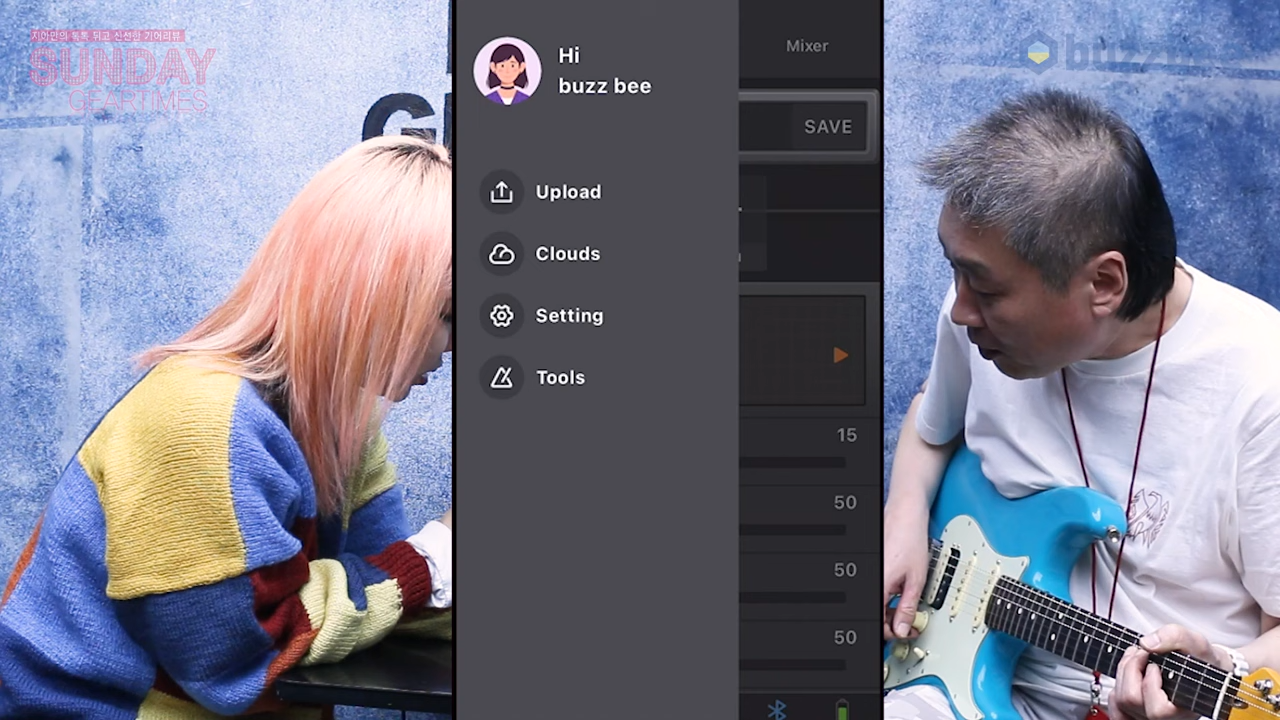 지아만의 톡톡 튀고 신선한 기어리뷰
SUNDAY
GEARTIMES
Hi
buzz bee
Upload
Clouds
Setting
Tools
Mixer
SAVE
15
50
50
50